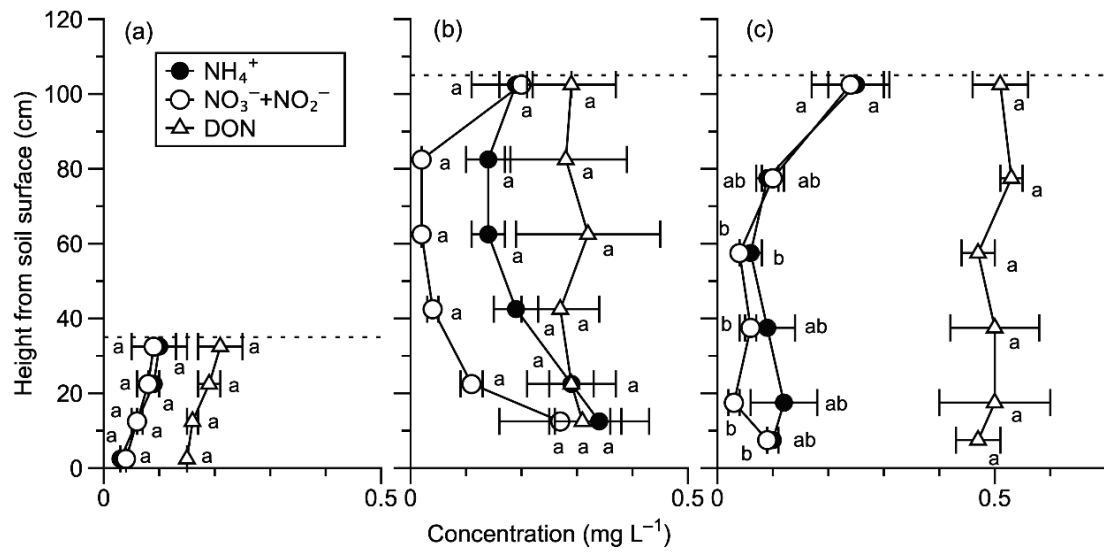 (a) (b) (c)
NH₄⁺
NO₃⁻+NO₂⁻
DON
Height from soil surface (cm)
100
80
60
40
20
0
a a a
a a a
a a a
a a a
a a a a
a a a
a a a
a a a
a a a
a a a
a a
ab ab a
b b a
b ab a
b ab a
b ab a
0 0.5 0 0.5 0 0.5
Concentration (mg L⁻¹)